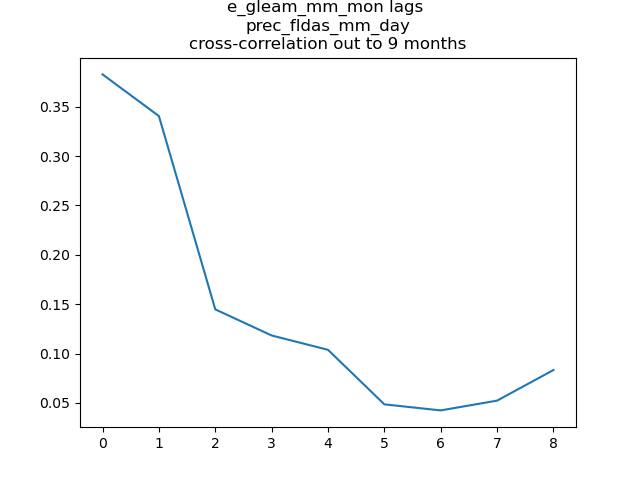 e_gleam_mm_mon lags
prec_fldas_mm_day
cross-correlation out to 9 months
0.35
0.30
0.25
0.20
0.15
0.10
0.05
0 1 2 3 4 5 6 7 8